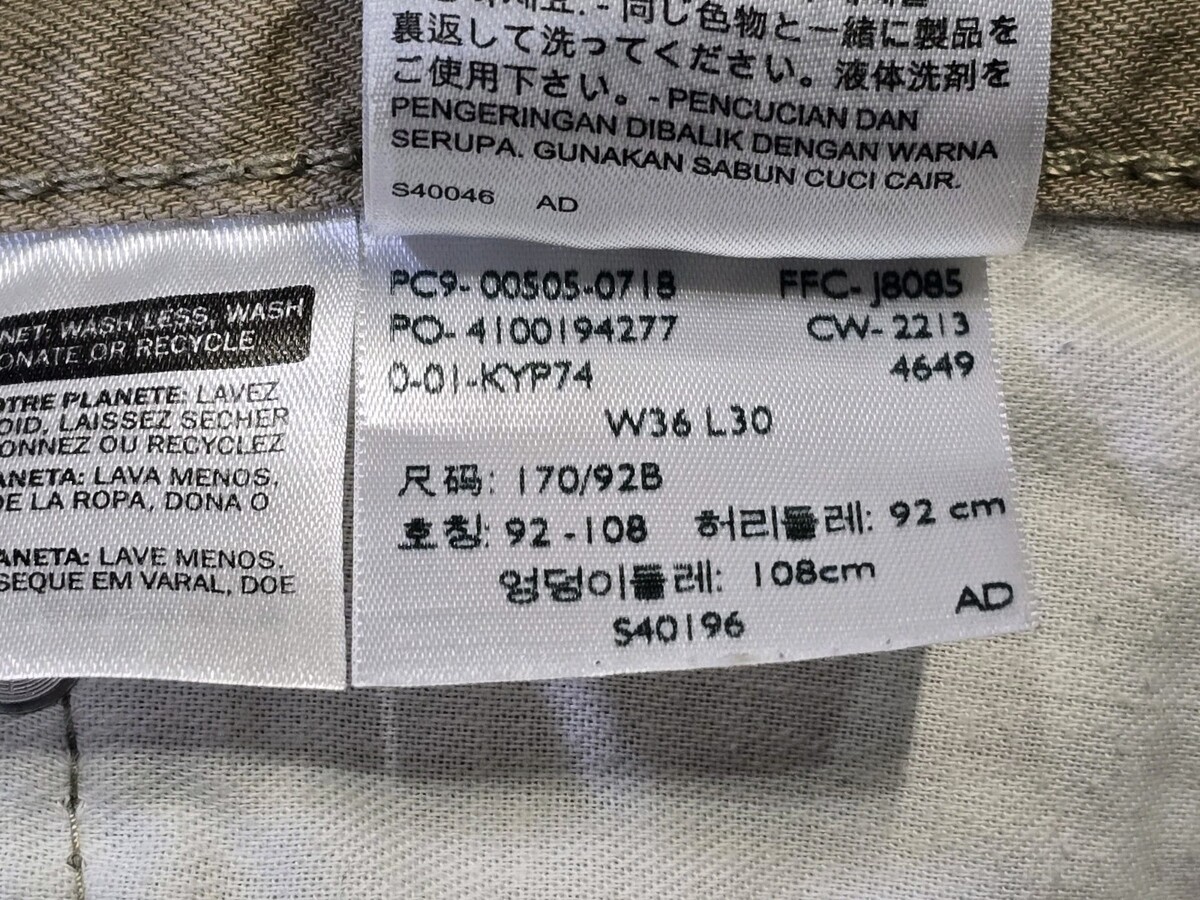 同じ色物と一緒に製品を
裏返して洗ってください。液体洗剤を
ご使用下さい。- PENCUCIAN DAN
PENGERINGAN DIBALIK DENGAN WARNA
SERUPA. GUNAKAN SABUN CUCI CAIR.
S40046 AD
NET: WASH LESS, WASH
ONATE OR RECYCLE
OTRE PLANETE: LAVEZ
OID, LAISSEZ SECHER
ONNEZ OU RECYCLEZ
ANETA: LAVA MENOS,
DE LA ROPA, DONA O
ANETA: LAVE MENOS,
SEQUE EM VARAL, DOE
PC9- 00505-0718 FFC- J8085
PO- 4100194277 CW- 2213
0-01-KYP74 4649
W36 L30
尺码: 170/92B
호칭: 92 -108 허리둘레: 92 cm
엉덩이둘레: 108cm
S40196 AD